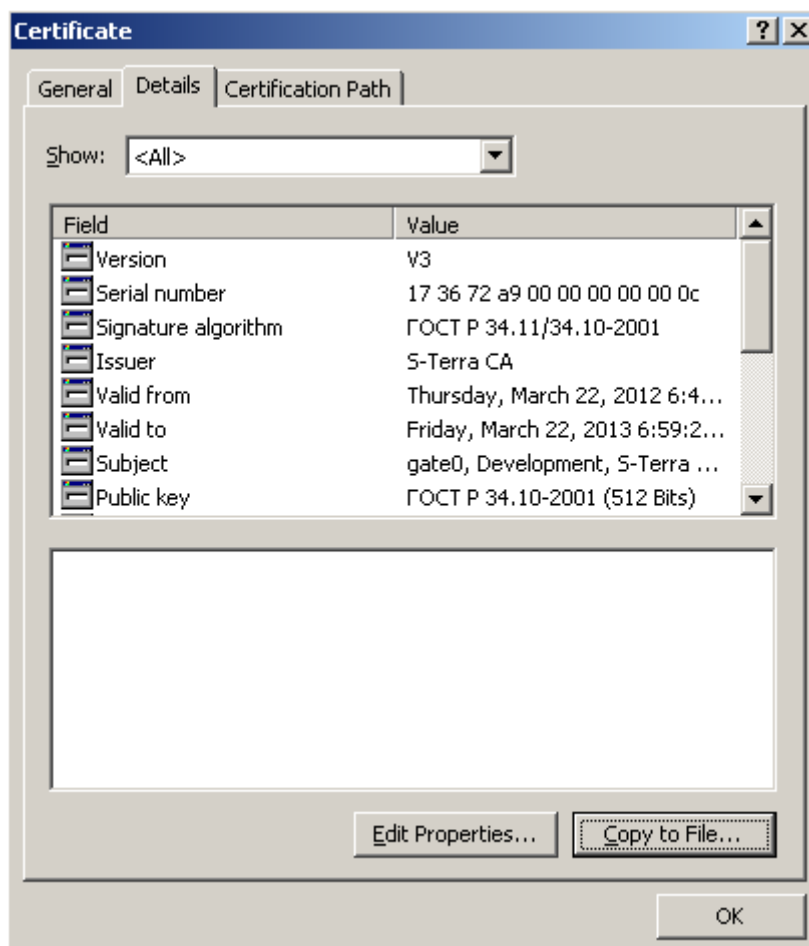 Certificate
General Details Certification Path
Show: <All>
Field Value
Version V3
Serial number 17 36 72 a9 00 00 00 00 00 0c
Signature algorithm ГОСТ Р 34.11/34.10-2001
Issuer S-Terra CA
Valid from Thursday, March 22, 2012 6:4...
Valid to Friday, March 22, 2013 6:59:2...
Subject gate0, Development, S-Terra ...
Public key ГОСТ Р 34.10-2001 (512 Bits)
Edit Properties... Copy to File...
OK